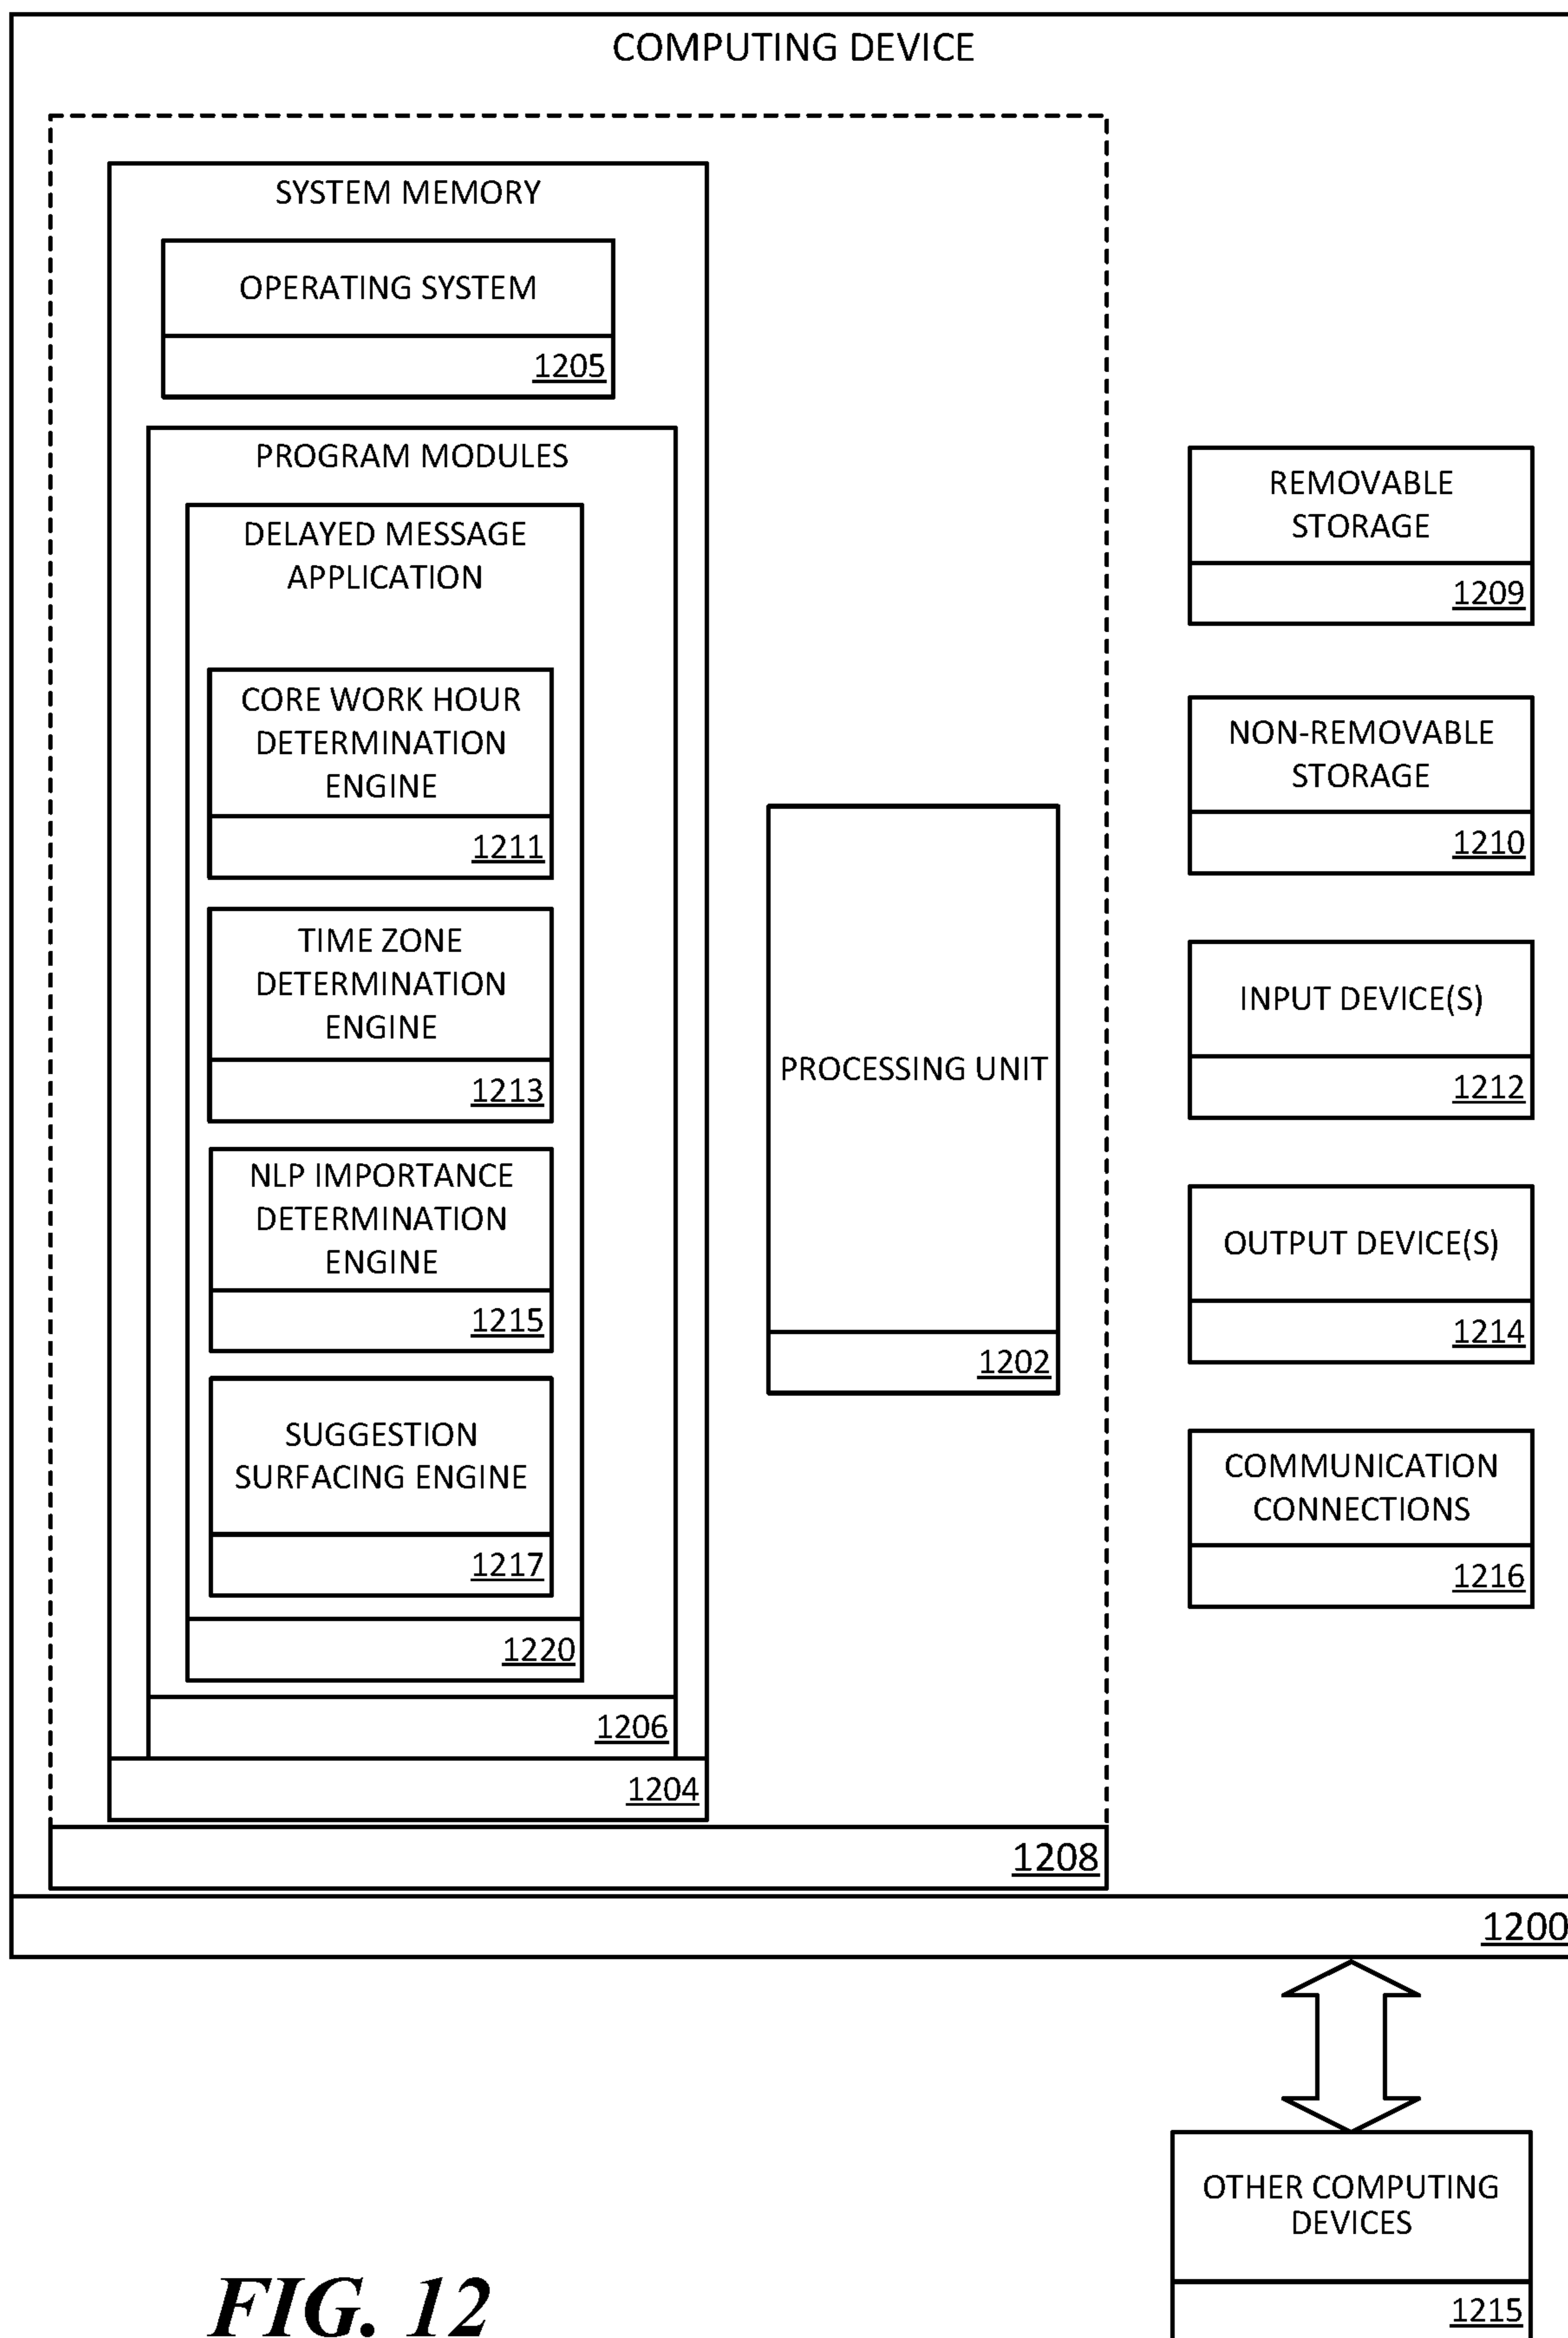 COMPUTING DEVICE
SYSTEM MEMORY
OPERATING SYSTEM
1205
PROGRAM MODULES
DELAYED MESSAGE
APPLICATION
CORE WORK HOUR
DETERMINATION
ENGINE
1211
TIME ZONE
DETERMINATION
ENGINE
1213
NLP IMPORTANCE
DETERMINATION
ENGINE
1215
SUGGESTION
SURFACING ENGINE
1217
1220
1206
1204
PROCESSING UNIT
1202
1208
REMOVABLE
STORAGE
1209
NON-REMOVABLE
STORAGE
1210
INPUT DEVICE(S)
1212
OUTPUT DEVICE(S)
1214
COMMUNICATION
CONNECTIONS
1216
1200
OTHER COMPUTING
DEVICES
1215
FIG. 12